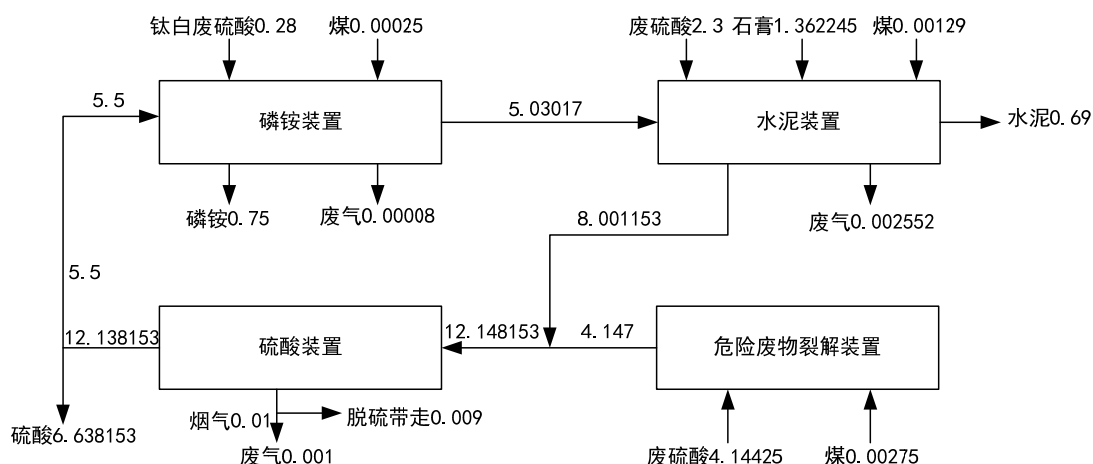 钛白废硫酸0.28 煤0.00025 废硫酸2.3 石膏1.362245 煤0.00129
5.5
磷铵装置
5.03017
水泥装置
水泥0.69
磷铵0.75 废气0.00008
8.001153
废气0.002552
5.5
12.138153
硫酸装置
12.148153
4.147
危险废物裂解装置
硫酸6.638153
烟气0.01
脱硫带走0.009
废气0.001
废硫酸4.14425 煤0.00275